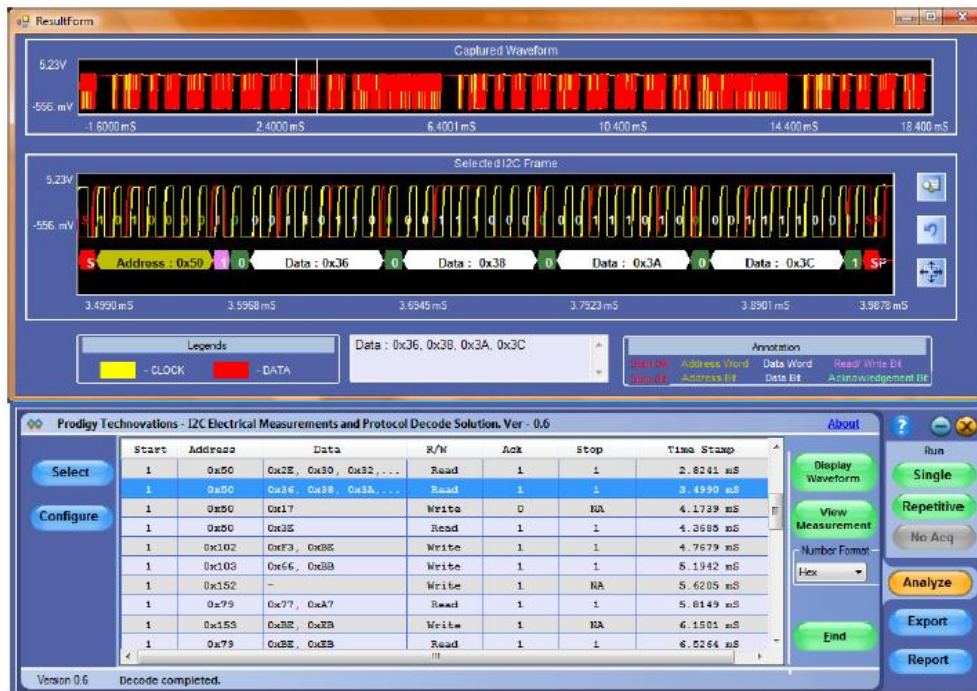 ResultForm
Captured Waveform
5.23V
-556. mV
-1.6000 mS 2.4000 mS 6.4001 mS 10.400 mS 14.400 mS 18.400 mS
Selected I2C Frame
5.23V
-556. mV
S Address : 0x50 1 0 Data : 0x36 0 Data : 0x38 0 Data : 0x3A 0 Data : 0x3C 1 SP
3.4990 mS 3.5968 mS 3.6945 mS 3.7923 mS 3.8901 mS 3.9878 mS
Legends
- CLOCK - DATA
Data : 0x36, 0x38, 0x3A, 0x3C
Annotation
Start Bit Address Word Data Word Read/ Write Bit
Stop Bit Address Bit Data Bit Acknowledgement Bit
Prodigy Technovations - I2C Electrical Measurements and Protocol Decode Solution. Ver - 0.6 About
Select
Configure
Start Address Data R/W Ack Stop Time Stamp
1 0x50 0x2E, 0x30, 0x32,... Read 1 1 2.8241 mS
1 0x50 0x36, 0x38, 0x3A,... Read 1 1 3.4990 mS
1 0x50 0x17 Write 0 NA 4.1739 mS
1 0x50 0x3E Read 1 1 4.3685 mS
1 0x102 0xF3, 0xBE Write 1 1 4.7679 mS
1 0x103 0x66, 0xBB Write 1 1 5.1942 mS
1 0x152 - Write 1 NA 5.6205 mS
1 0x79 0x77, 0xA7 Read 1 1 5.8149 mS
1 0x153 0xBE, 0xEB Write 1 NA 6.1501 mS
1 0x79 0xBE, 0xEB Read 1 1 6.5264 mS
Display
Waveform
View
Measurement
Number Format
Hex
Find
?
Run
Single
Repetitive
No Acq
Analyze
Export
Report
Version 0.6 Decode completed.